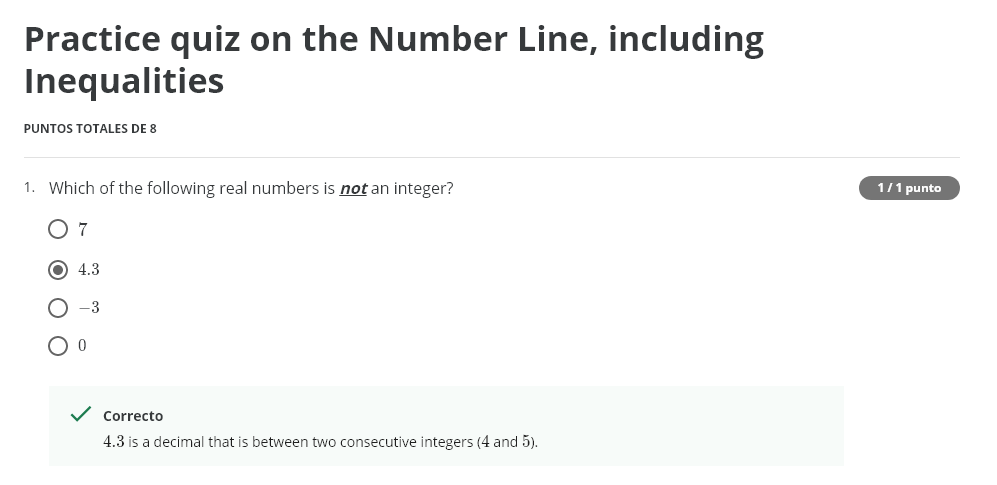 Practice quiz on the Number Line, including
Inequalities
PUNTOS TOTALES DE 8
1. Which of the following real numbers is not an integer?
1 / 1 punto
7
4.3
−3
0
Correcto
4.3 is a decimal that is between two consecutive integers (4 and 5).